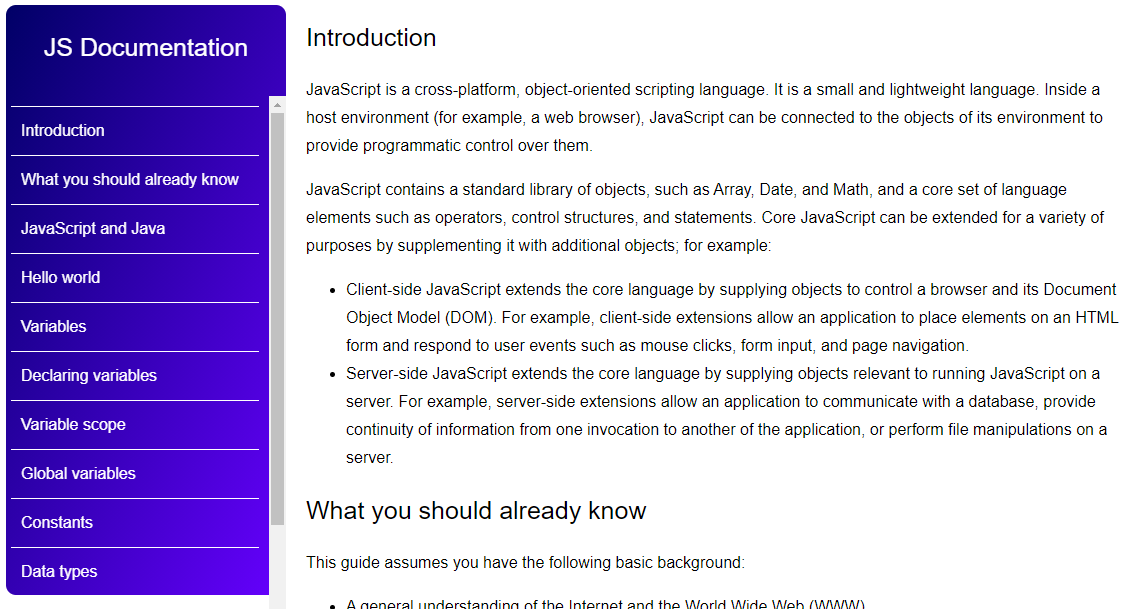 JS Documentation
Introduction
What you should already know
JavaScript and Java
Hello world
Variables
Declaring variables
Variable scope
Global variables
Constants
Data types
Introduction
JavaScript is a cross-platform, object-oriented scripting language. It is a small and lightweight language. Inside a
host environment (for example, a web browser), JavaScript can be connected to the objects of its environment to
provide programmatic control over them.
JavaScript contains a standard library of objects, such as Array, Date, and Math, and a core set of language
elements such as operators, control structures, and statements. Core JavaScript can be extended for a variety of
purposes by supplementing it with additional objects; for example:
• Client-side JavaScript extends the core language by supplying objects to control a browser and its Document
Object Model (DOM). For example, client-side extensions allow an application to place elements on an HTML
form and respond to user events such as mouse clicks, form input, and page navigation.
• Server-side JavaScript extends the core language by supplying objects relevant to running JavaScript on a
server. For example, server-side extensions allow an application to communicate with a database, provide
continuity of information from one invocation to another of the application, or perform file manipulations on a
server.
What you should already know
This guide assumes you have the following basic background:
• A general understanding of the Internet and the World Wide Web (WWW)